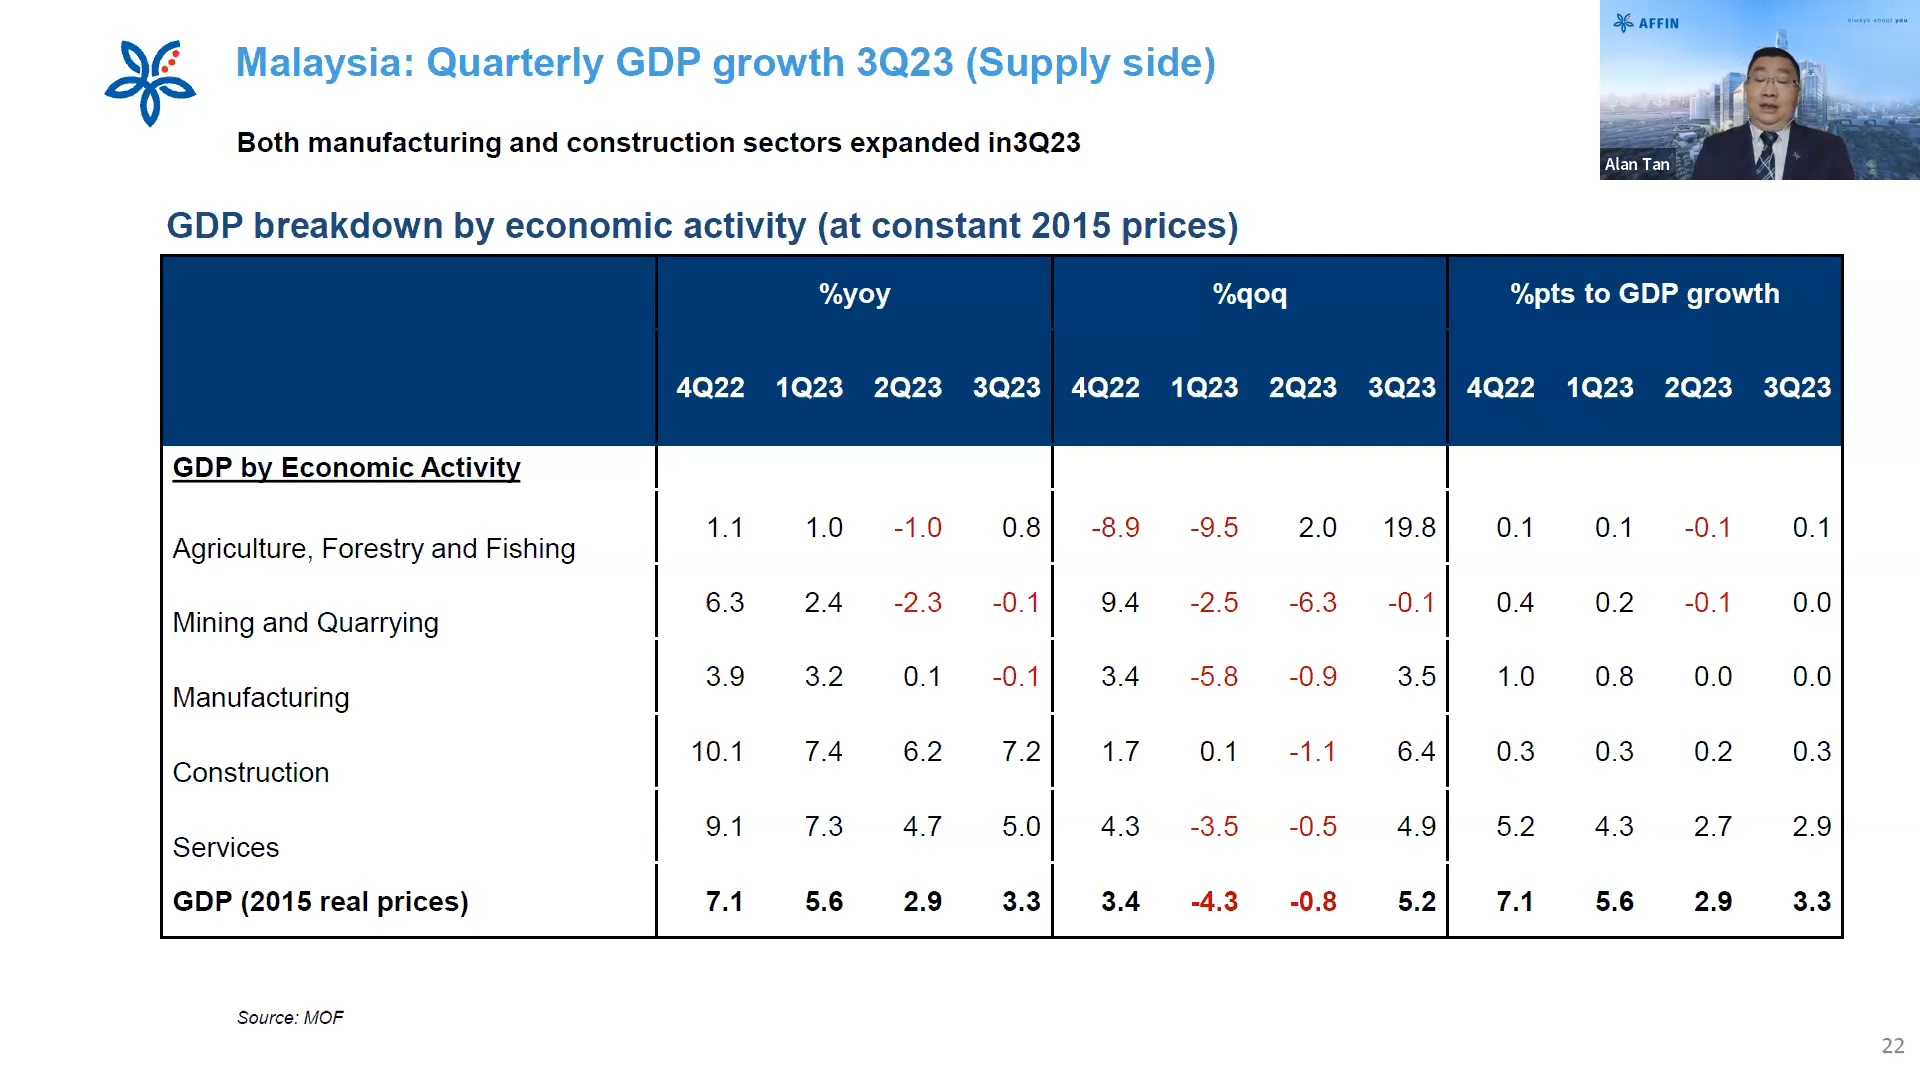 Malaysia: Quarterly GDP growth 3Q23 (Supply side)
Both manufacturing and construction sectors expanded in3Q23
AFFIN
always about you
Alan Tan
GDP breakdown by economic activity (at constant 2015 prices)
%yoy %qoq %pts to GDP growth
4Q22 1Q23 2Q23 3Q23 4Q22 1Q23 2Q23 3Q23 4Q22 1Q23 2Q23 3Q23
GDP by Economic Activity
Agriculture, Forestry and Fishing 1.1 1.0 -1.0 0.8 -8.9 -9.5 2.0 19.8 0.1 0.1 -0.1 0.1
Mining and Quarrying 6.3 2.4 -2.3 -0.1 9.4 -2.5 -6.3 -0.1 0.4 0.2 -0.1 0.0
Manufacturing 3.9 3.2 0.1 -0.1 3.4 -5.8 -0.9 3.5 1.0 0.8 0.0 0.0
Construction 10.1 7.4 6.2 7.2 1.7 0.1 -1.1 6.4 0.3 0.3 0.2 0.3
Services 9.1 7.3 4.7 5.0 4.3 -3.5 -0.5 4.9 5.2 4.3 2.7 2.9
GDP (2015 real prices) 7.1 5.6 2.9 3.3 3.4 -4.3 -0.8 5.2 7.1 5.6 2.9 3.3
Source: MOF
22